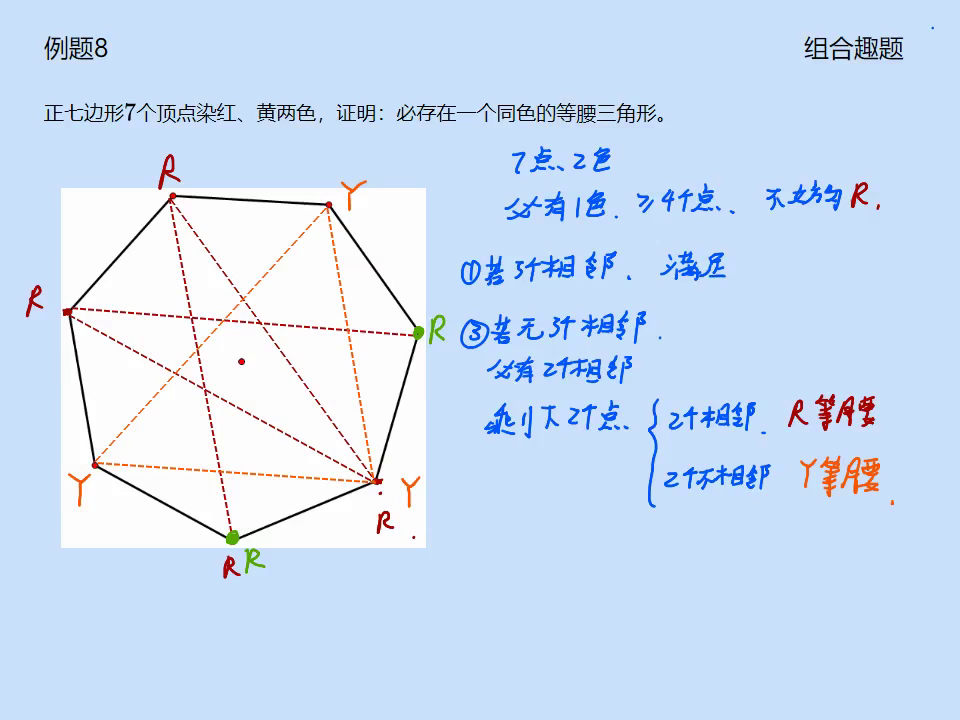 例题8
组合趣题
正七边形7个顶点染红、黄两色，证明：必存在一个同色的等腰三角形。
7点、2色
必有1色. ≥4个点、不妨为R.
①若3个相邻. 满足
③若无3个相邻.
必有2个相邻
剩下2个点.
2个相邻. R等腰
2个不相邻 Y等腰.
R
Y
R
R
Y
Y
R
R R